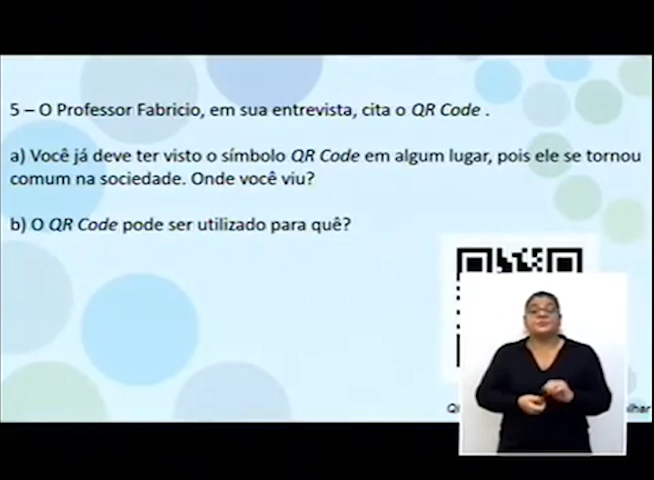 5 – O Professor Fabricio, em sua entrevista, cita o QR Code .
a) Você já deve ter visto o símbolo QR Code em algum lugar, pois ele se tornou
comum na sociedade. Onde você viu?
b) O QR Code pode ser utilizado para quê?